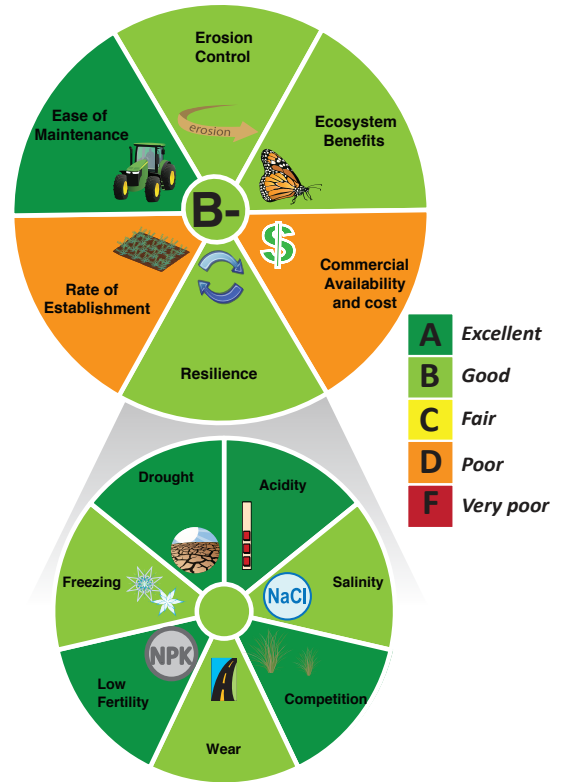 Erosion
Control
erosion
Ease of
Maintenance
Ecosystem
Benefits
B-
$
Rate of
Establishment
Commercial
Availability
and cost
Resilience
A Excellent
B Good
C Fair
D Poor
F Very poor
Drought
Acidity
Freezing
Salinity
NaCl
NPK
Low
Fertility
Competition
Wear